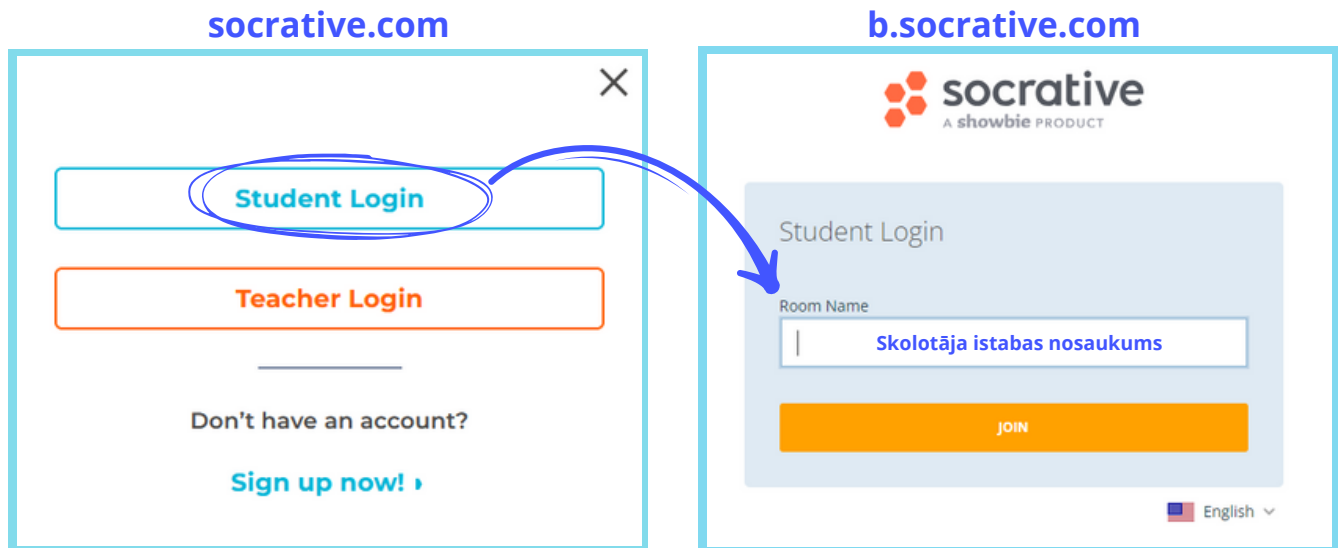 socrative.com
Student Login
Teacher Login
Don’t have an account?
Sign up now!
b.socrative.com
socrative
A showbie PRODUCT
Student Login
Room Name
Skolotāja istabas nosaukums
JOIN
English